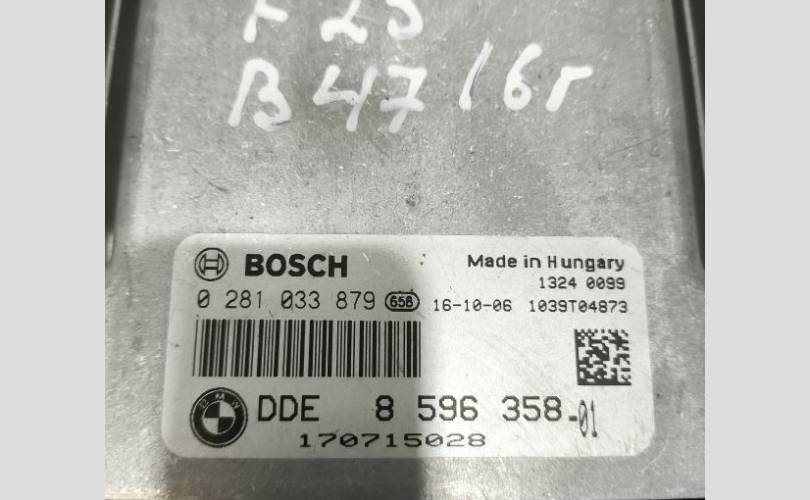 F25
B47 16г
BOSCH
Made in Hungary
1324 0099
0 281 033 879 656 16-10-06 1039T04873
DDE 8 596 358-01
170715028